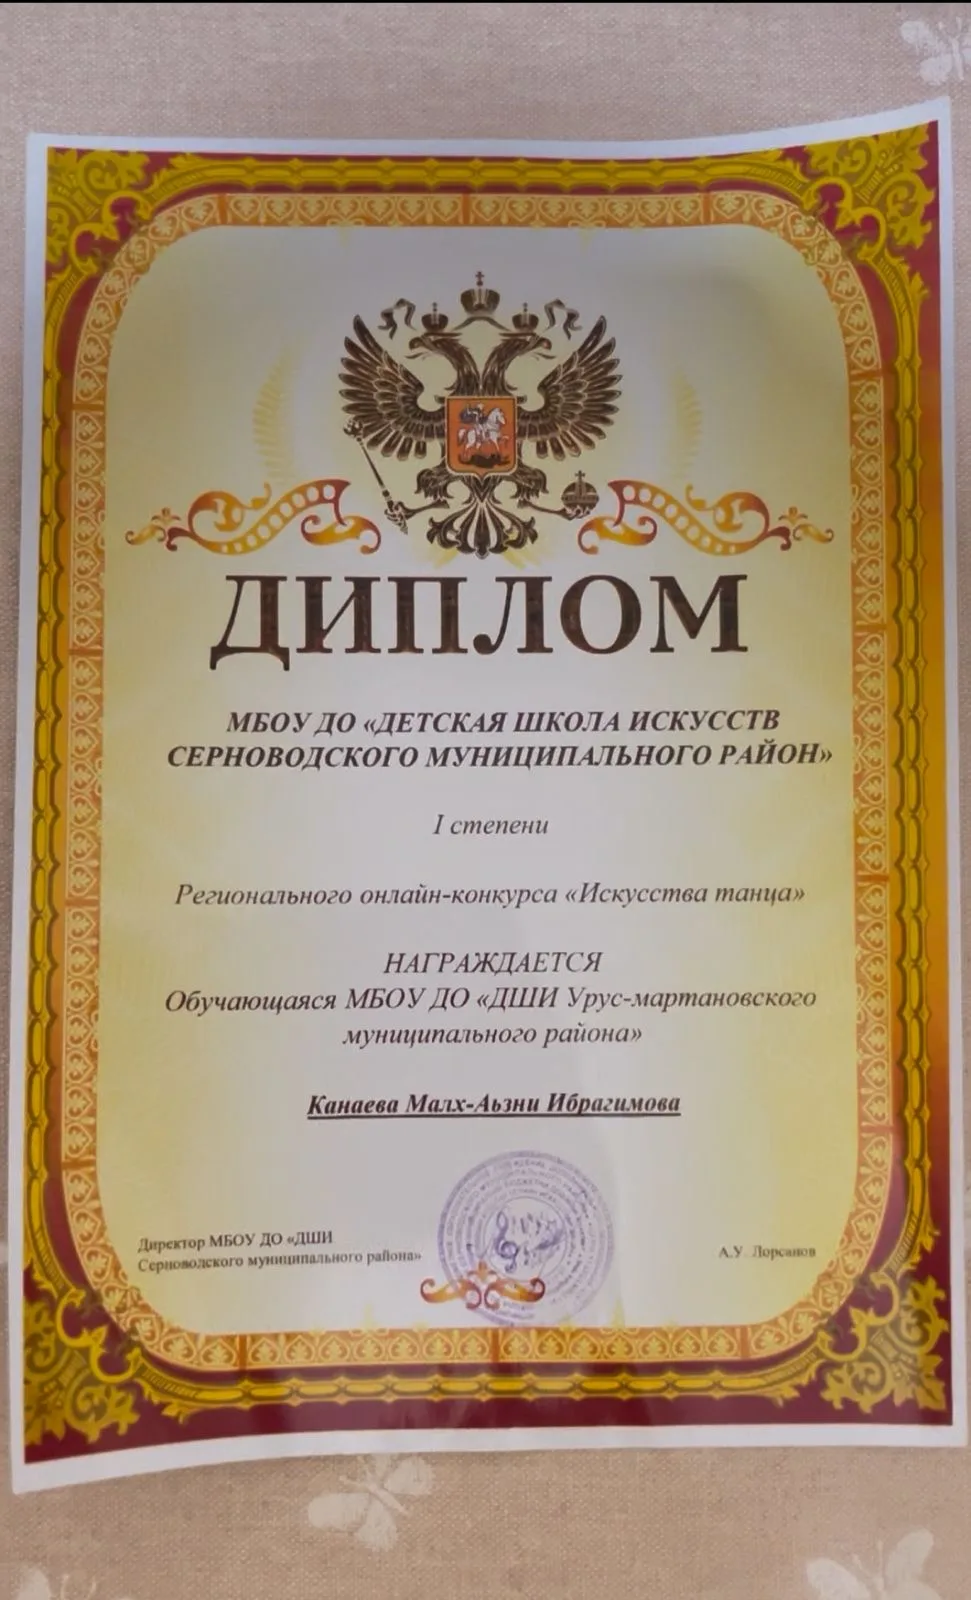 ДИПЛОМ
МБОУ ДО «ДЕТСКАЯ ШКОЛА ИСКУССТВ
СЕРНОВОДСКОГО МУНИЦИПАЛЬНОГО РАЙОН»
I степени
Регионального онлайн-конкурса «Искусства танца»
НАГРАЖДАЕТСЯ
Обучающаяся МБОУ ДО «ДШИ Урус-мартановского
муниципального района»
Канаева Малх-Аьзни Ибрагимова
Директор МБОУ ДО «ДШИ
Серноводского муниципального района»
А.У. Лорсанов